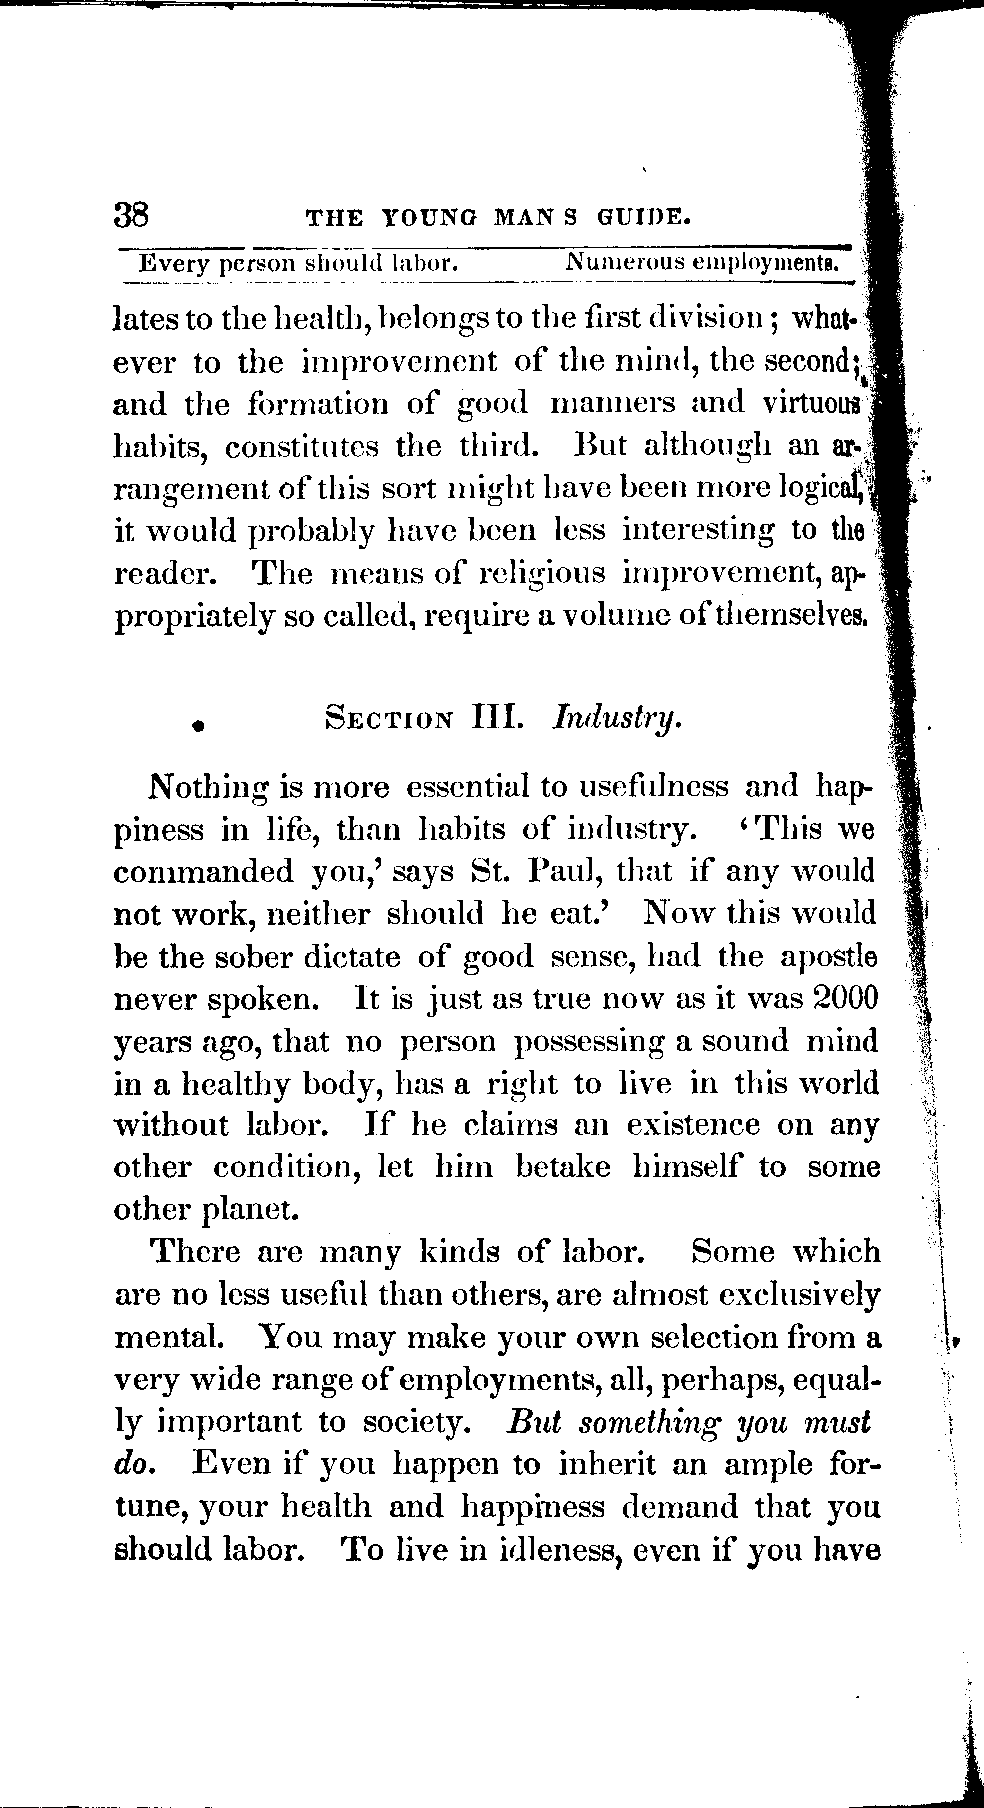 38 THE YOUNG MAN S GUIDE.
Every person should labor. Numerous employments.
lates to the health, belongs to the first division; what-
ever to the improvement of the mind, the second;
and the formation of good manners and virtuous
habits, constitutes the third. But although an ar-
rangement of this sort might have been more logical,
it would probably have been less interesting to the
reader. The means of religious improvement, ap-
propriately so called, require a volume of themselves.
SECTION III. Industry.
Nothing is more essential to usefulness and hap-
piness in life, than habits of industry. ‘This we
commanded you,’ says St. Paul, that if any would
not work, neither should he eat.’ Now this would
be the sober dictate of good sense, had the apostle
never spoken. It is just as true now as it was 2000
years ago, that no person possessing a sound mind
in a healthy body, has a right to live in this world
without labor. If he claims an existence on any
other condition, let him betake himself to some
other planet.
There are many kinds of labor. Some which
are no less useful than others, are almost exclusively
mental. You may make your own selection from a
very wide range of employments, all, perhaps, equal-
ly important to society. But something you must
do. Even if you happen to inherit an ample for-
tune, your health and happiness demand that you
should labor. To live in idleness, even if you have